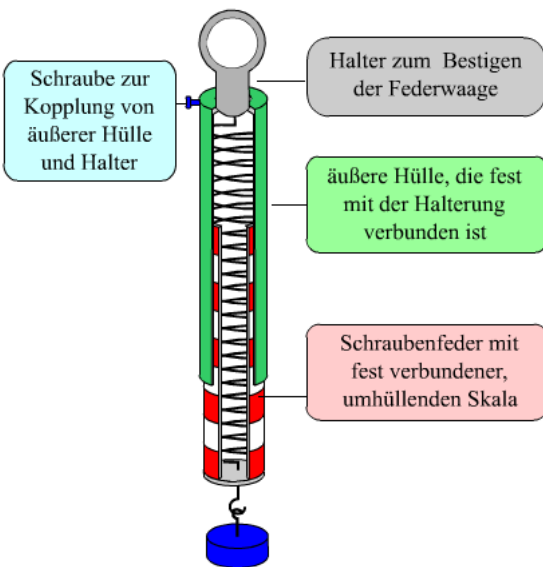 Schraube zur
Kopplung von
äußerer Hülle
und Halter
Halter zum Bestigen
der Federwaage
äußere Hülle, die fest
mit der Halterung
verbunden ist
Schraubenfeder mit
fest verbundener,
umhüllenden Skala